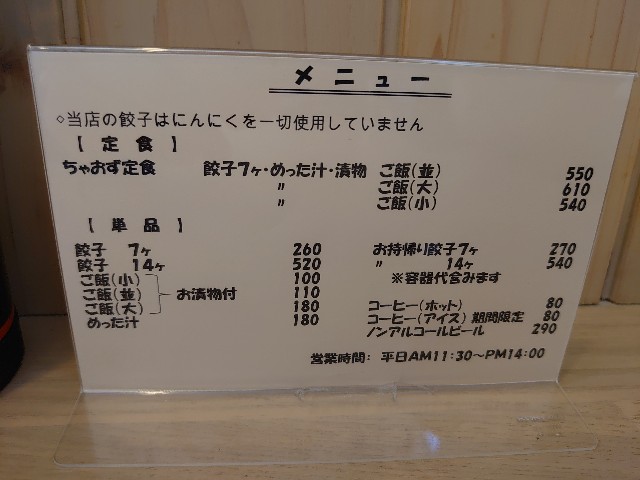 メニュー
◇当店の餃子はにんにくを一切使用していません
【定食】
ちゃおず定食 餃子7ヶ・めった汁・漬物 ご飯(並) 550
〃 ご飯(大) 610
〃 ご飯(小) 540
【単品】
餃子 7ヶ 260
餃子 14ヶ 520
ご飯(小) 100
ご飯(並) お漬物付 110
ご飯(大) 180
めった汁 180
お持帰り餃子7ヶ 270
〃 14ヶ 540
※容器代含みます
コーヒー(ホット) 80
コーヒー(アイス) 期間限定 80
ノンアルコールビール 290
営業時間: 平日AM11:30～PM14:00